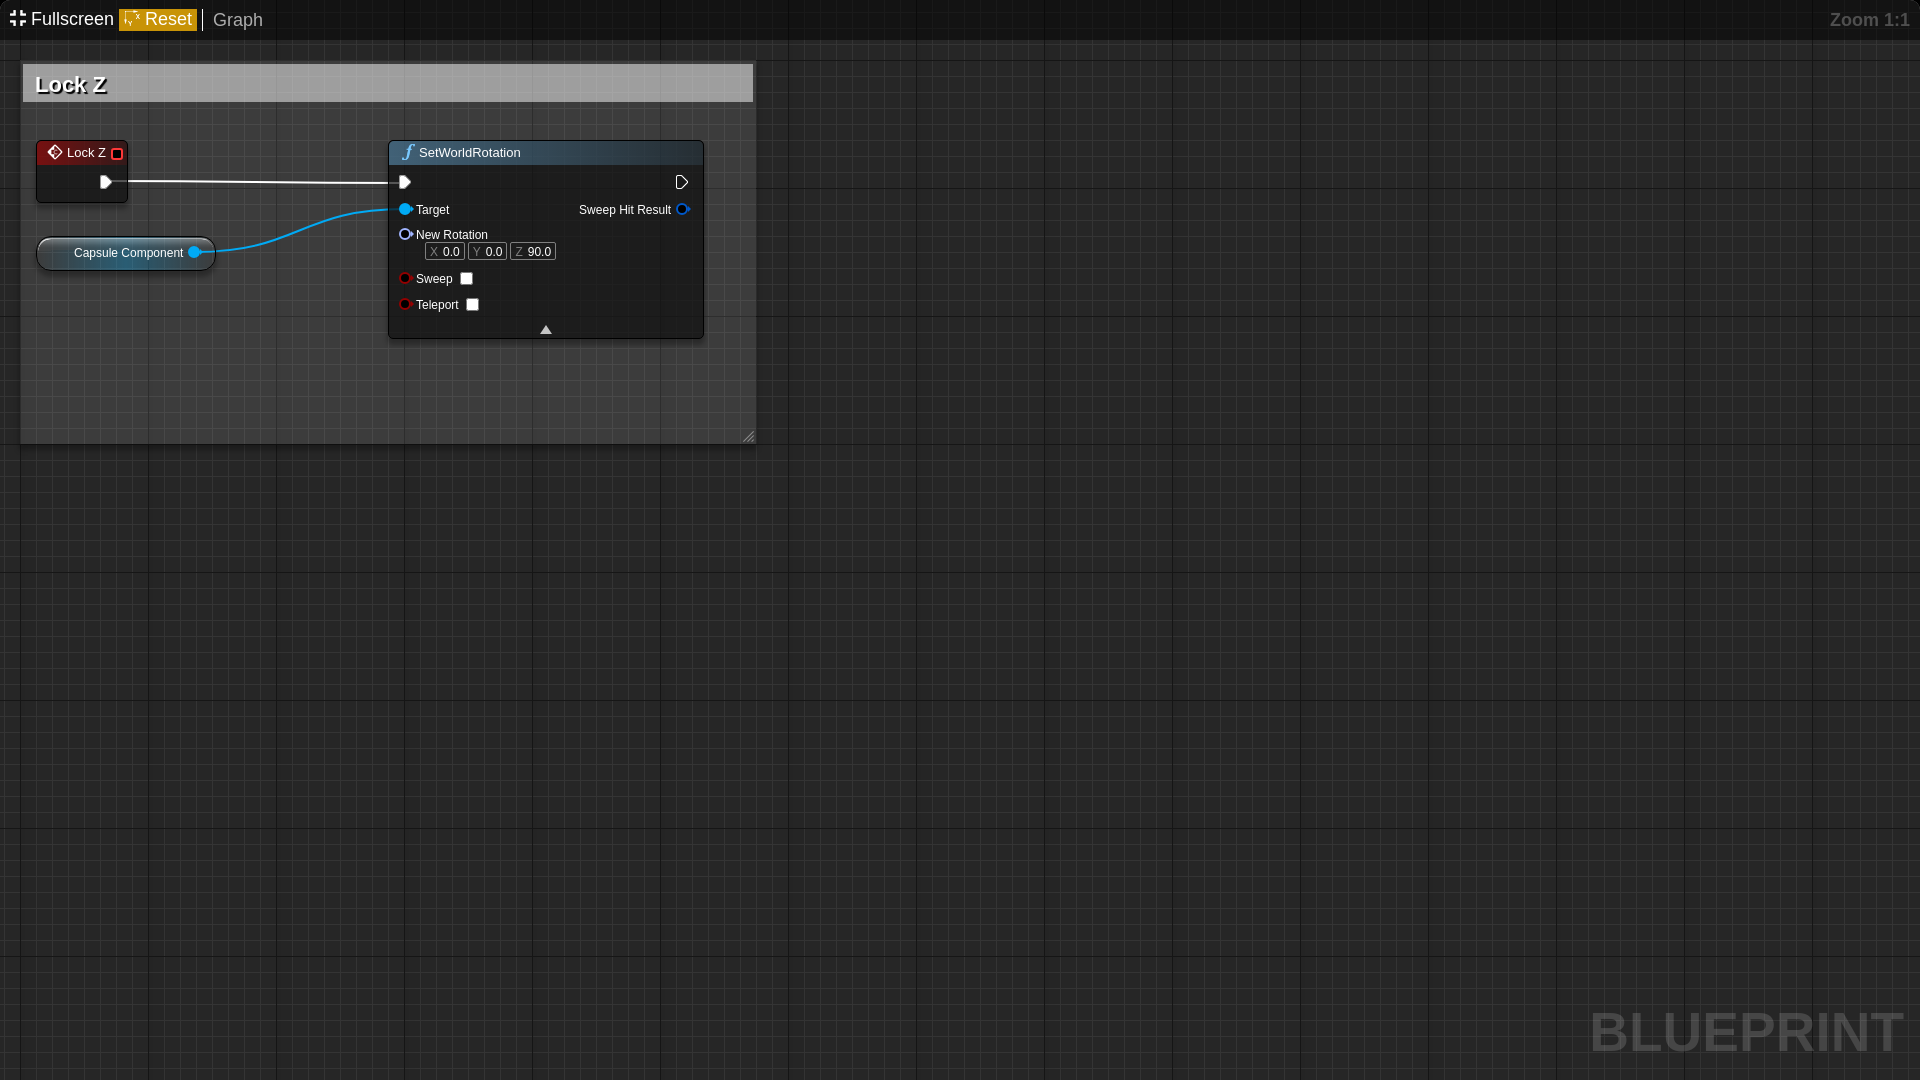 Fullscreen Reset Graph Zoom 1:1
Lock Z
Lock Z
SetWorldRotation
Target Sweep Hit Result
New Rotation
X 0.0 Y 0.0 Z 90.0
Capsule Component
Sweep
Teleport
BLUEPRINT